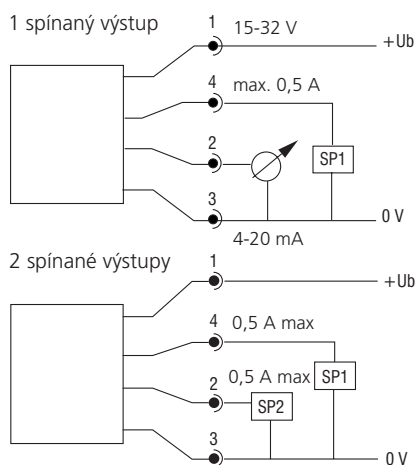 1 spínaný výstup
1 15-32 V
+Ub
4 max. 0,5 A
2
SP1
3
0 V
4-20 mA
2 spínané výstupy
1
+Ub
4 0,5 A max
2 0,5 A max
SP1
SP2
3
0 V